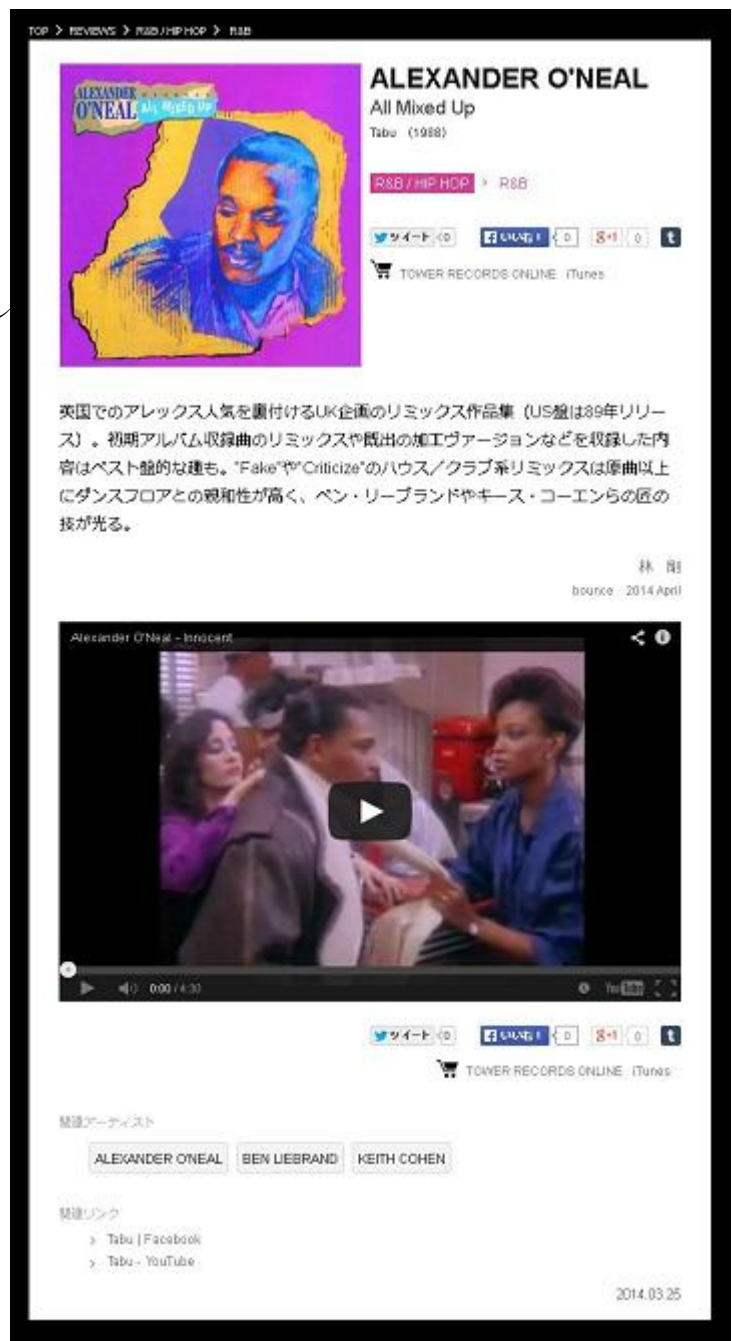 TOP > REVIEWS > R&B / HIP HOP > R&B
ALEXANDER O'NEAL
All Mixed Up
ALEXANDER O'NEAL
All Mixed Up
Tabu (1988)
R&B / HIP HOP > R&B
ツイート 0 いいね！ 0 g+1 0 t
TOWER RECORDS ONLINE iTunes
英国でのアレックス人気を裏付けるUK企画のリミックス作品集（US盤は89年リリー
ス）。初期アルバム収録曲のリミックスや既出の加工ヴァージョンなどを収録した内
容はベスト盤的な趣も。“Fake”や“Criticize”のハウス／クラブ系リミックスは原曲以上
にダンスフロアとの親和性が高く、ベン・リーブランドやキース・コーエンらの匠の
技が光る。
林 剛
bounce 2014 April
Alexander O'Neal - Innocent
0:00 / 4:30 YouTube
ツイート 0 いいね！ 0 g+1 0 t
TOWER RECORDS ONLINE iTunes
関連アーティスト
ALEXANDER O'NEAL BEN LIEBRAND KEITH COHEN
関連リンク
> Tabu | Facebook
> Tabu - YouTube
2014.03.25